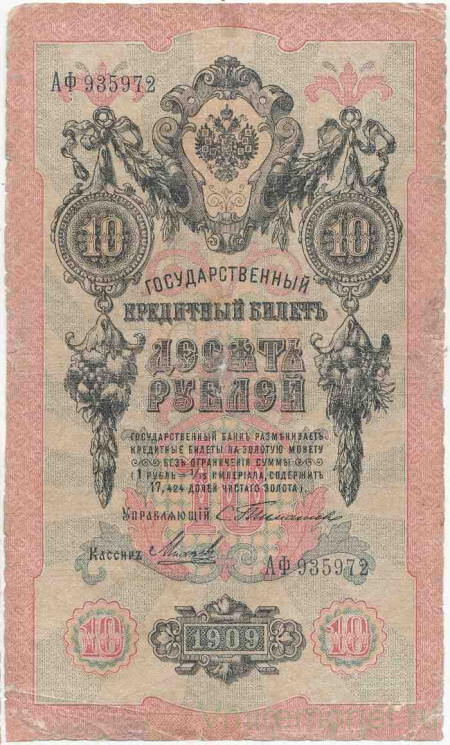 АФ 935972
10 10
ГОСУДАРСТВЕННЫЙ
КРЕДИТНЫЙ БИЛЕТЪ
ДЕСЯТЬ
РУБЛЕЙ
ГОСУДАРСТВЕННЫЙ БАНКЪ РАЗМѢНИВАЕТЪ
КРЕДИТНЫЕ БИЛЕТЫ НА ЗОЛОТУЮ МОНЕТУ
БЕЗЪ ОГРАНИЧЕНІЯ СУММЫ
(1 РУБЛЬ = 1/15 ИМПЕРІАЛА, СОДЕРЖИТЪ
17,424 ДОЛЕЙ ЧИСТАГО ЗОЛОТА).
УПРАВЛЯЮЩІЙ
КАССИРЪ
АФ 935972
10 1909 10